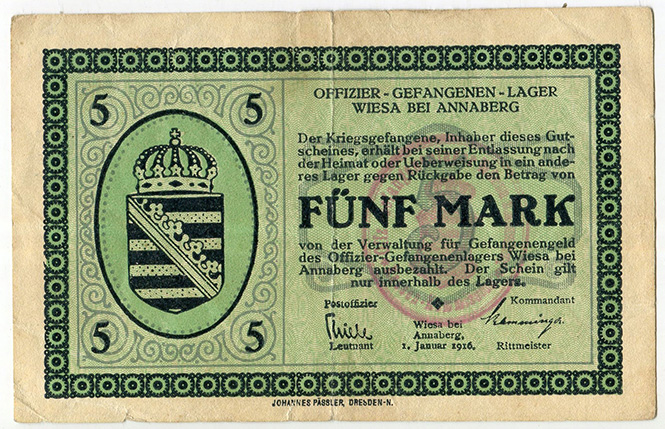 5 5
OFFIZIER - GEFANGENEN - LAGER
WIESA BEI ANNABERG
Der Kriegsgefangene, Inhaber dieses Gut-
scheines, erhält bei seiner Entlassung nach
der Heimat oder Ueberweisung in ein ande-
res Lager gegen Rückgabe den Betrag von
FÜNF MARK
von der Verwaltung für Gefangenengeld
des Offizier-Gefangenenlagers Wiesa bei
Annaberg ausbezahlt. Der Schein gilt
nur innerhalb des Lagers.
5 5
Postoffizier Kommandant
Wiesa bei
Annaberg,
Leutnant 1. Januar 1916. Rittmeister
JOHANNES PÄSSLER, DRESDEN-N.